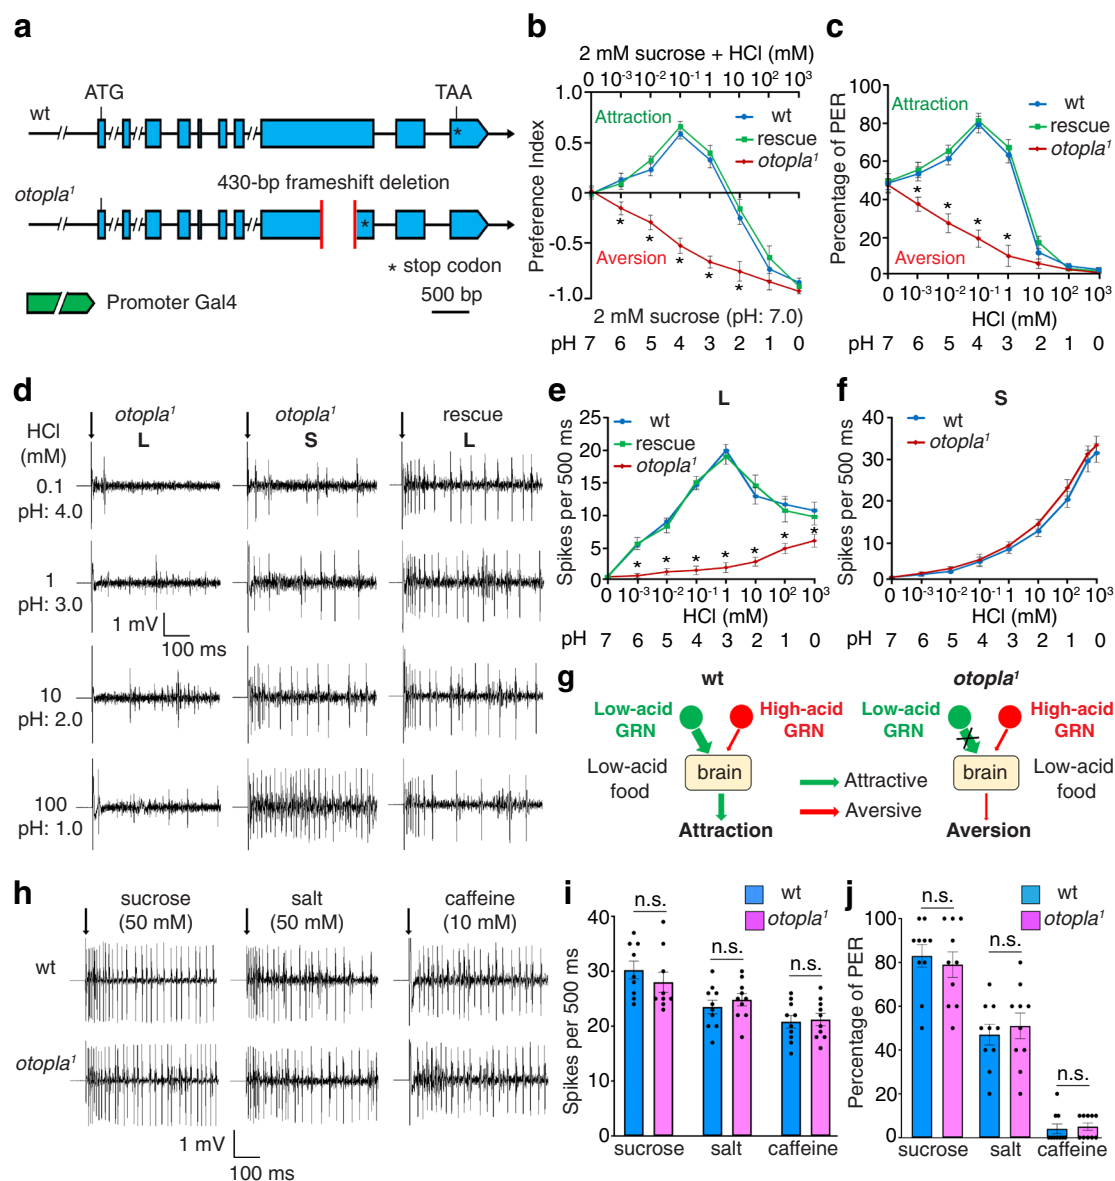 a
ATG
TAA
wt
*
430-bp frameshift deletion
otopla¹
*
* stop codon
Promoter Gal4
500 bp
b
2 mM sucrose + HCl (mM)
0 10⁻³ 10⁻² 10⁻¹ 1 10 10² 10³
1.0
0.5
0
-0.5
-1.0
Preference Index
Attraction
Aversion
wt
rescue
otopla¹
* * * * *
2 mM sucrose (pH: 7.0)
pH 7 6 5 4 3 2 1 0
c
Percentage of PER
100
80
60
40
20
0
Attraction
Aversion
wt
rescue
otopla¹
* * * *
0 10⁻³ 10⁻² 10⁻¹ 1 10 10² 10³
HCl (mM)
pH 7 6 5 4 3 2 1 0
d
HCl
(mM)
otopla¹
L
otopla¹
S
rescue
L
0.1
pH: 4.0
1
pH: 3.0
1 mV
100 ms
10
pH: 2.0
100
pH: 1.0
e
L
Spikes per 500 ms
25
20
15
10
5
0
wt
rescue
otopla¹
* * * * * * *
0 10⁻³ 10⁻² 10⁻¹ 1 10 10² 10³
HCl (mM)
pH 7 6 5 4 3 2 1 0
f
S
Spikes per 500 ms
40
30
20
10
0
wt
otopla¹
0 10⁻³ 10⁻² 10⁻¹ 1 10 10² 10³
HCl (mM)
pH 7 6 5 4 3 2 1 0
g
wt
Low-acid
GRN
High-acid
GRN
brain
Low-acid
food
Attraction
Attractive
Aversive
otopla¹
Low-acid
GRN
High-acid
GRN
brain
Low-acid
food
Aversion
h
sucrose
(50 mM)
salt
(50 mM)
caffeine
(10 mM)
wt
otopla¹
1 mV
100 ms
i
wt
otopla¹
Spikes per 500 ms
40
30
20
10
0
n.s.
n.s.
n.s.
sucrose salt caffeine
j
wt
otopla¹
Percentage of PER
100
80
60
40
20
0
n.s.
n.s.
n.s.
sucrose salt caffeine